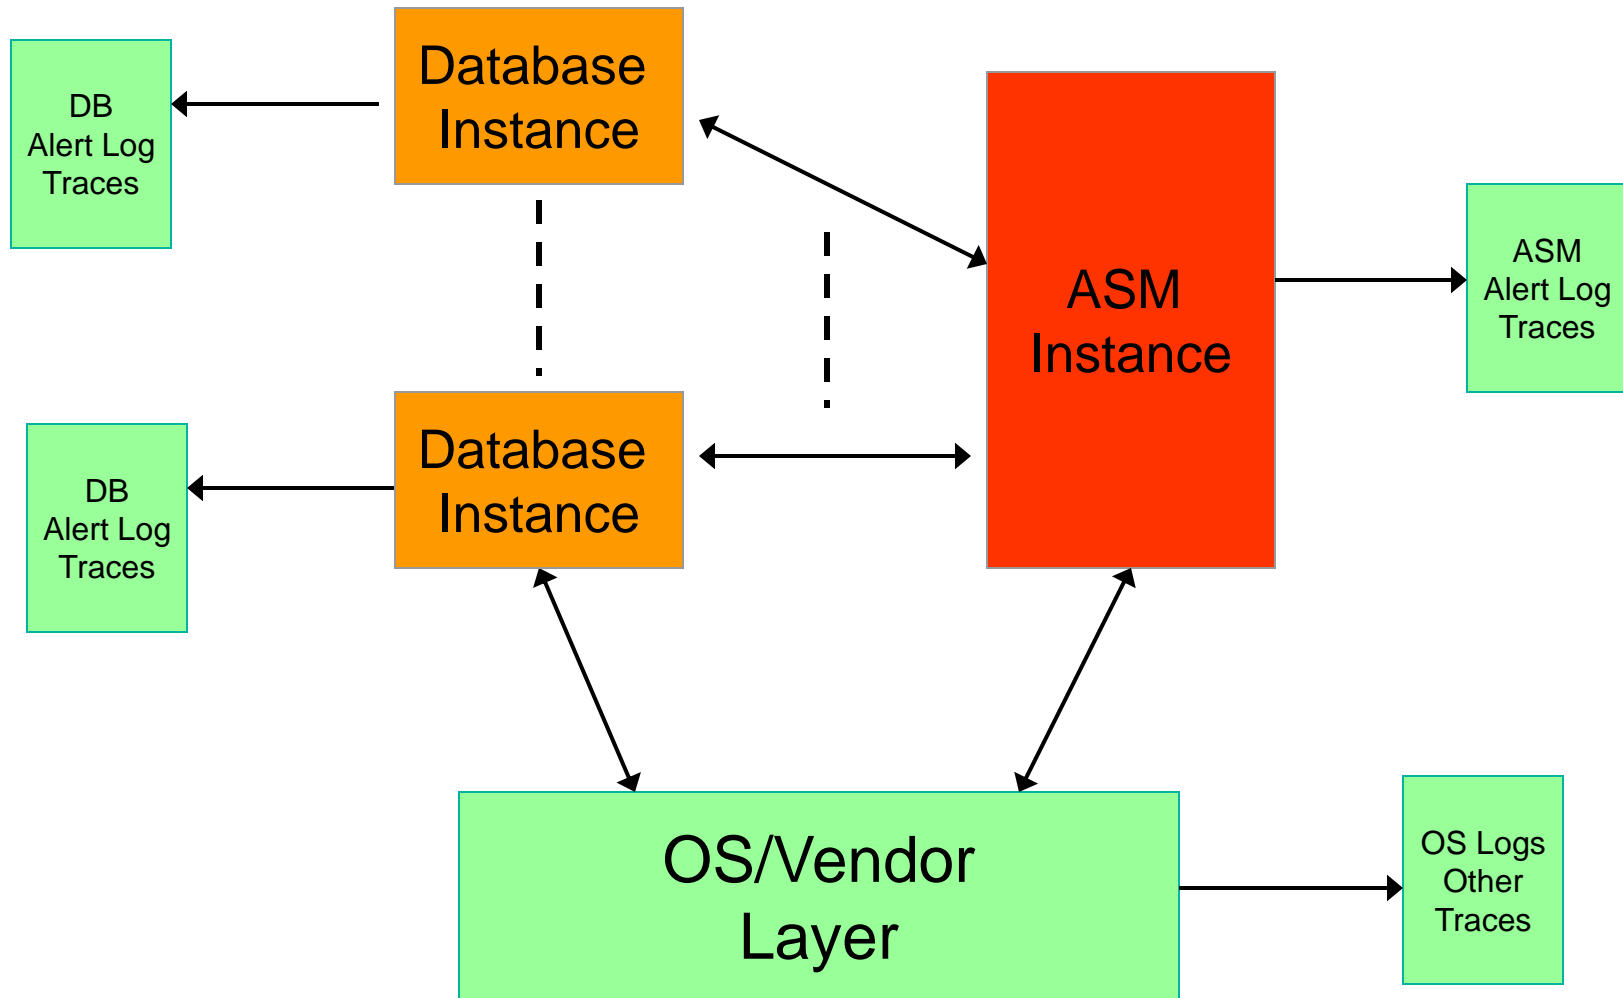 DB
Alert Log
Traces
Database
Instance
ASM
Instance
ASM
Alert Log
Traces
DB
Alert Log
Traces
Database
Instance
OS/Vendor
Layer
OS Logs
Other
Traces